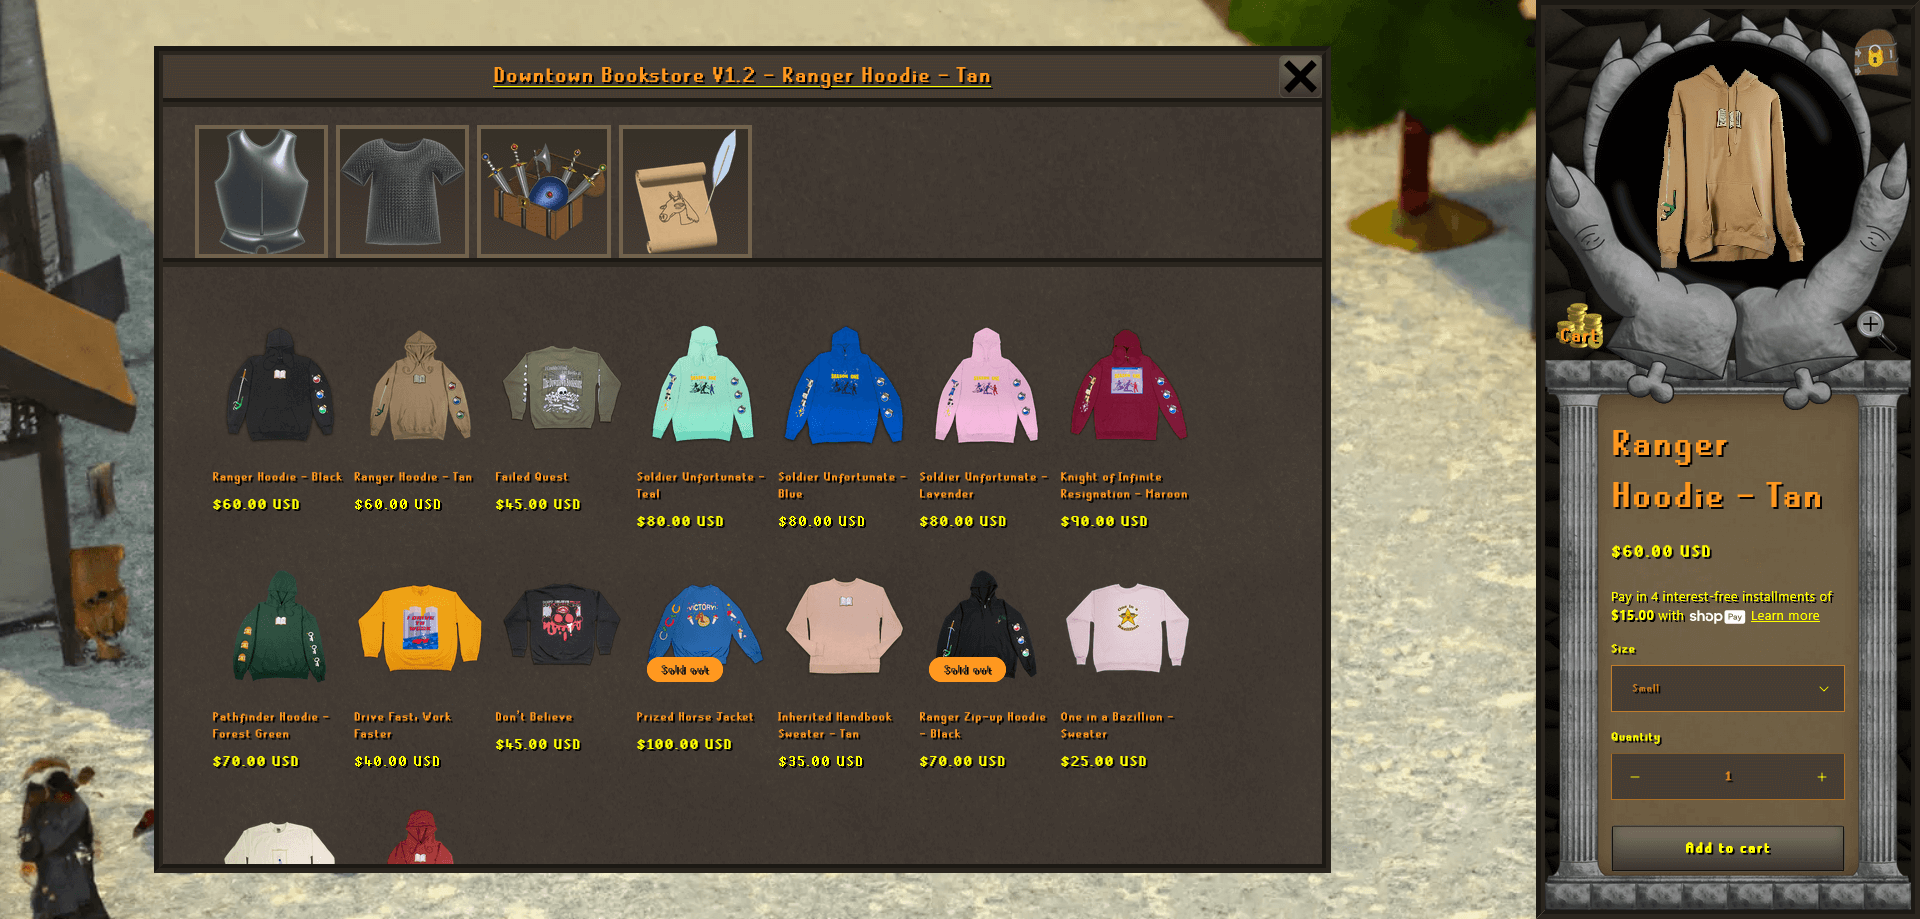 Downtown Bookstore V1.2 - Ranger Hoodie - Tan
Ranger Hoodie - Black
$60.00 USD
Ranger Hoodie - Tan
$60.00 USD
Failed Quest
$45.00 USD
Soldier Unfortunate -
Teal
$80.00 USD
Soldier Unfortunate -
Blue
$80.00 USD
Soldier Unfortunate -
Lavender
$80.00 USD
Knight of Infinite
Resignation - Maroon
$90.00 USD
Pathfinder Hoodie -
Forest Green
$70.00 USD
Drive Fast, Work
Faster
$40.00 USD
Don't Believe
$45.00 USD
VICTORY!
Sold out
Prized Horse Jacket
$100.00 USD
Inherited Handbook
Sweater - Tan
$35.00 USD
Sold out
Ranger Zip-up Hoodie
- Black
$70.00 USD
One in a Bazillion -
Sweater
$25.00 USD
Cart
Ranger
Hoodie - Tan
$60.00 USD
Pay in 4 interest-free installments of
$15.00 with shop Pay Learn more
Size
Small
Quantity
1
Add to cart